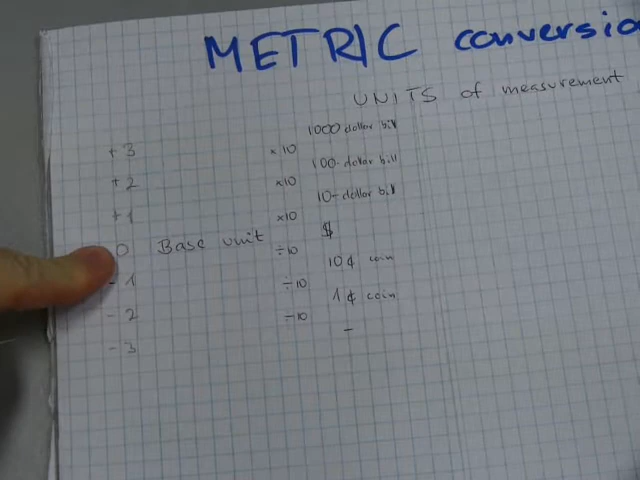 METRIC conversio
UNITS of measurement
1000 dollar bill
+3 ×10
100-dollar bill
+2 ×10
10-dollar bill
+1 ×10
0 Base unit $
÷10
10¢ coin
-1 ÷10
1¢ coin
-2 ÷10
-
-3